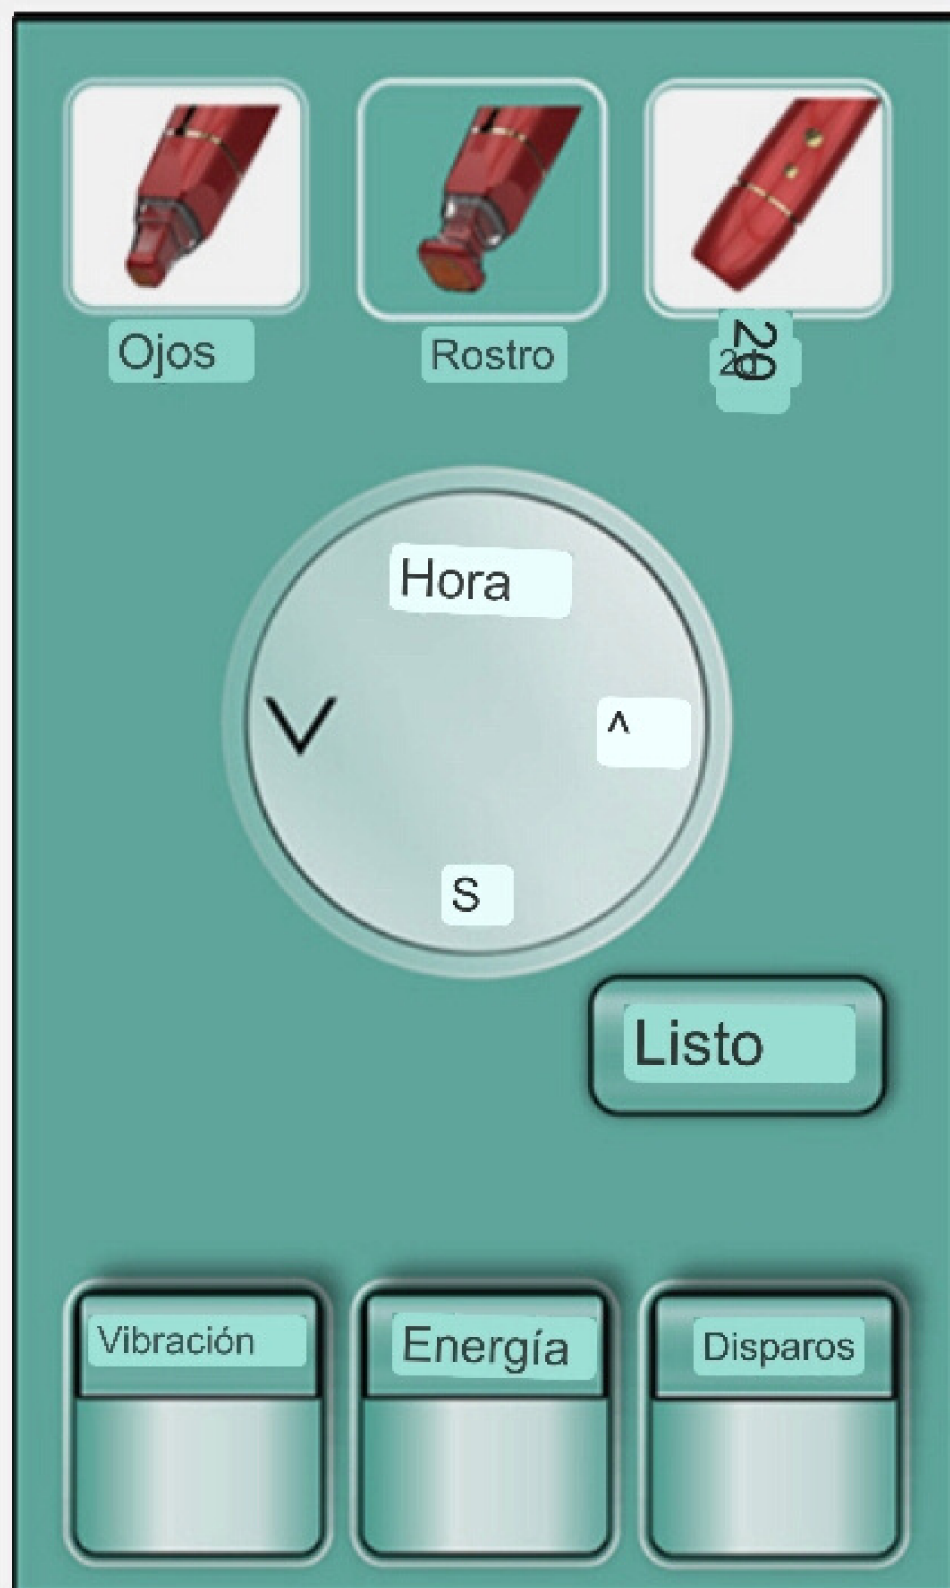 Ojos
Rostro
Hora
V
^
S
Listo
Vibración
Energía
Disparos